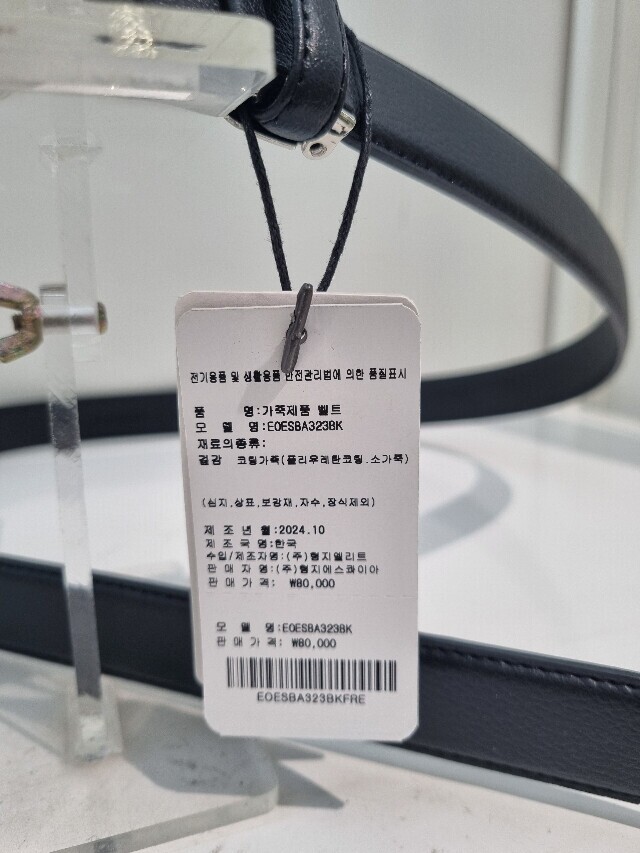 전기용품 및 생활용품 안전관리법에 의한 품질표시
품 명:가죽제품 벨트
모 델 명:EOESBA323BK
재료의종류:
겉감 코팅가죽(폴리우레탄코팅.소가죽)
(심지,상표,보강재,자수,장식제외)
제 조 년 월:2024.10
제 조 국 명:한국
수입/제조자명:(주)형지엘리트
판 매 자 명:(주)형지에스콰이아
판 매 가 격: ₩80,000
모 델 명:EOESBA323BK
판 매 가 격: ₩80,000
EOESBA323BKFRE